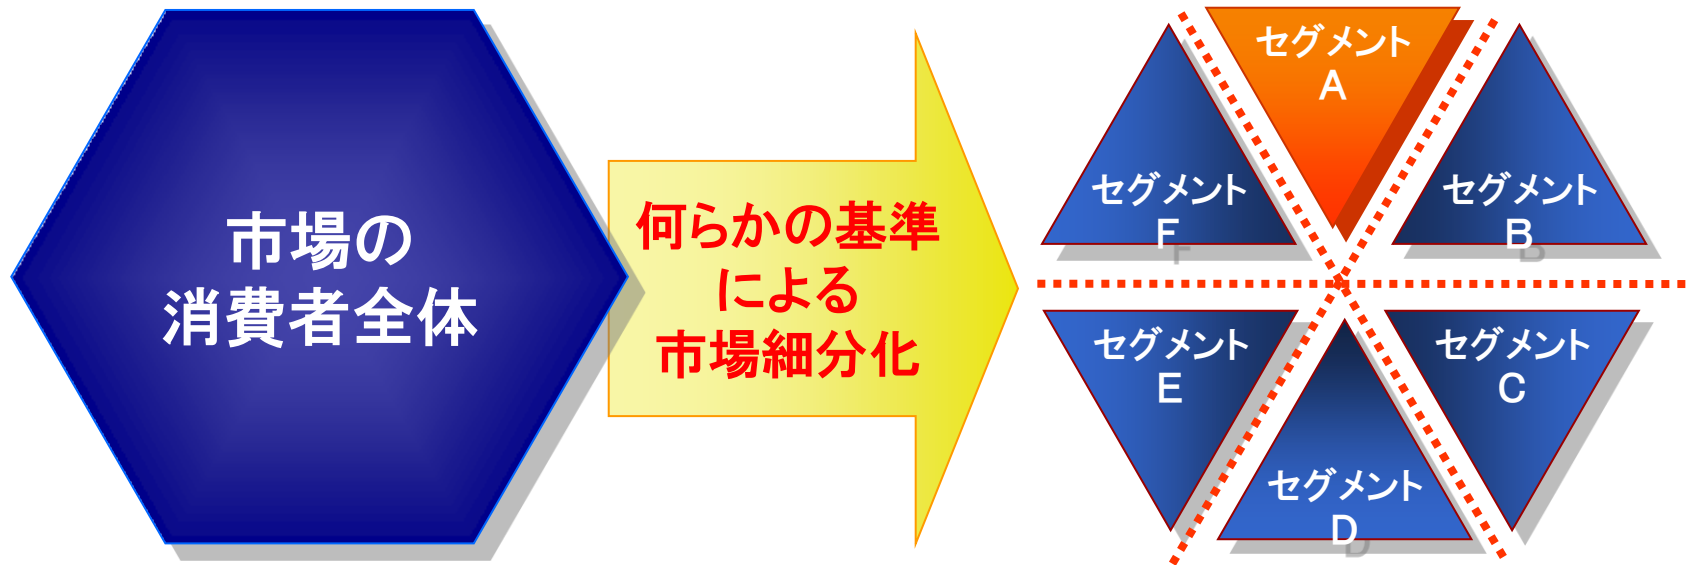 市場の
消費者全体
何らかの基準
による
市場細分化
セグメント
A
セグメント
B
セグメント
C
セグメント
D
セグメント
E
セグメント
F